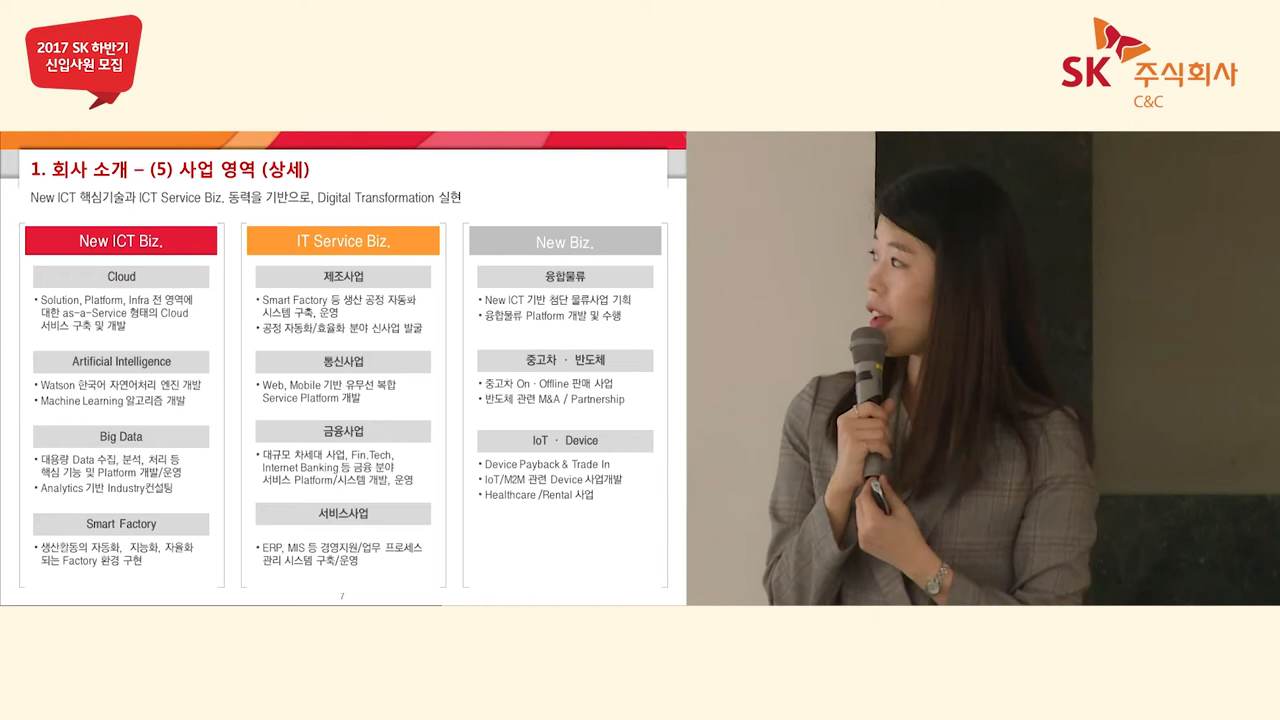 2017 SK 하반기
신입사원 모집
SK 주식회사
C&C
1. 회사 소개 – (5) 사업 영역 (상세)
New ICT 핵심기술과 ICT Service Biz. 동력을 기반으로, Digital Transformation 실현
New ICT Biz.
Cloud
• Solution, Platform, Infra 전 영역에
대한 as-a-Service 형태의 Cloud
서비스 구축 및 개발
Artificial Intelligence
• Watson 한국어 자연어처리 엔진 개발
• Machine Learning 알고리즘 개발
Big Data
• 대용량 Data 수집, 분석, 처리 등
핵심 기능 및 Platform 개발/운영
• Analytics 기반 Industry컨설팅
Smart Factory
• 생산활동의 자동화, 지능화, 자율화
되는 Factory 환경 구현
IT Service Biz.
제조사업
• Smart Factory 등 생산 공정 자동화
시스템 구축, 운영
• 공정 자동화/효율화 분야 신사업 발굴
통신사업
• Web, Mobile 기반 유무선 복합
Service Platform 개발
금융사업
• 대규모 차세대 사업, Fin.Tech,
Internet Banking 등 금융 분야
서비스 Platform/시스템 개발, 운영
서비스사업
• ERP, MIS 등 경영지원/업무 프로세스
관리 시스템 구축/운영
New Biz.
융합물류
• New ICT 기반 첨단 물류사업 기획
• 융합물류 Platform 개발 및 수행
중고차 · 반도체
• 중고차 On · Offline 판매 사업
• 반도체 관련 M&A / Partnership
IoT · Device
• Device Payback & Trade In
• IoT/M2M 관련 Device 사업개발
• Healthcare /Rental 사업
7